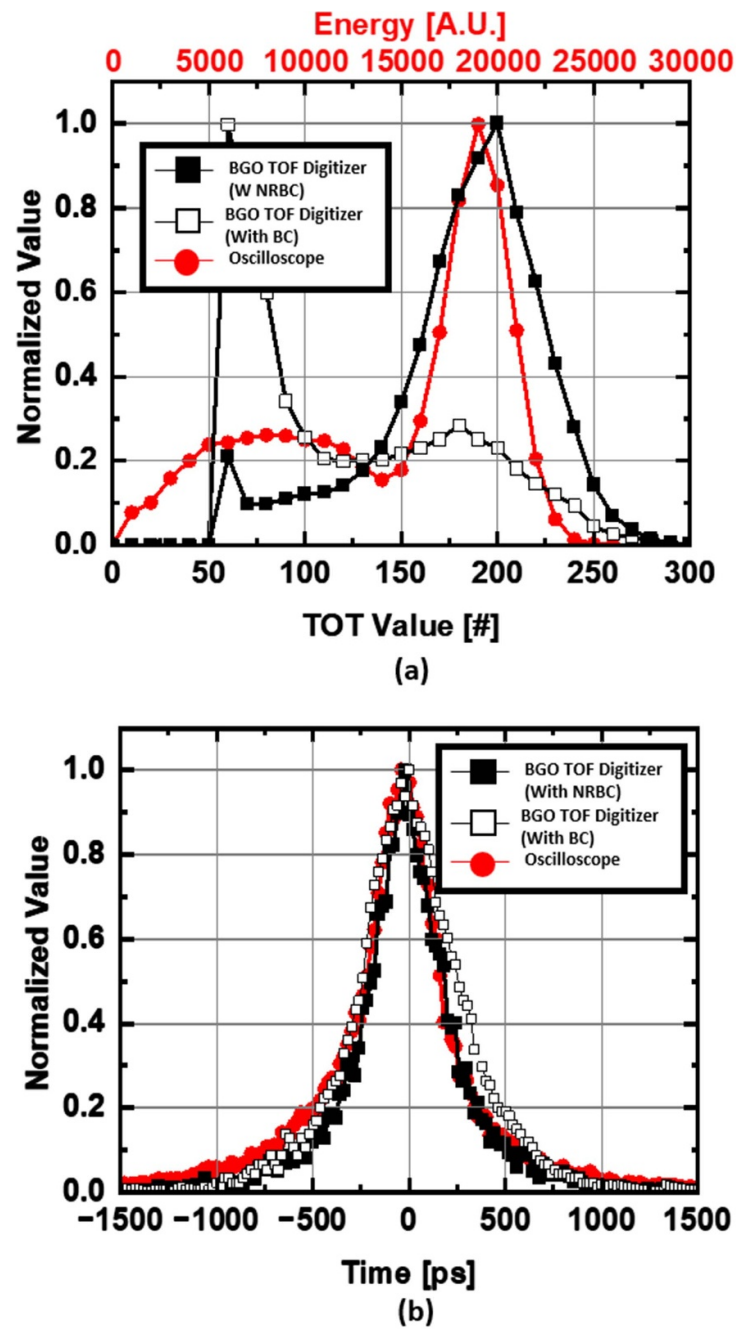 Energy [A.U.]
0 5000 10000 15000 20000 25000 30000
Normalized Value
1.0
0.8
0.6
0.4
0.2
0.0
BGO TOF Digitizer
(W NRBC)
BGO TOF Digitizer
(With BC)
Oscilloscope
0 50 100 150 200 250 300
TOT Value [#]
(a)
Normalized Value
1.0
0.8
0.6
0.4
0.2
0.0
BGO TOF Digitizer
(With NRBC)
BGO TOF Digitizer
(With BC)
Oscilloscope
−1500 −1000 −500 0 500 1000 1500
Time [ps]
(b)